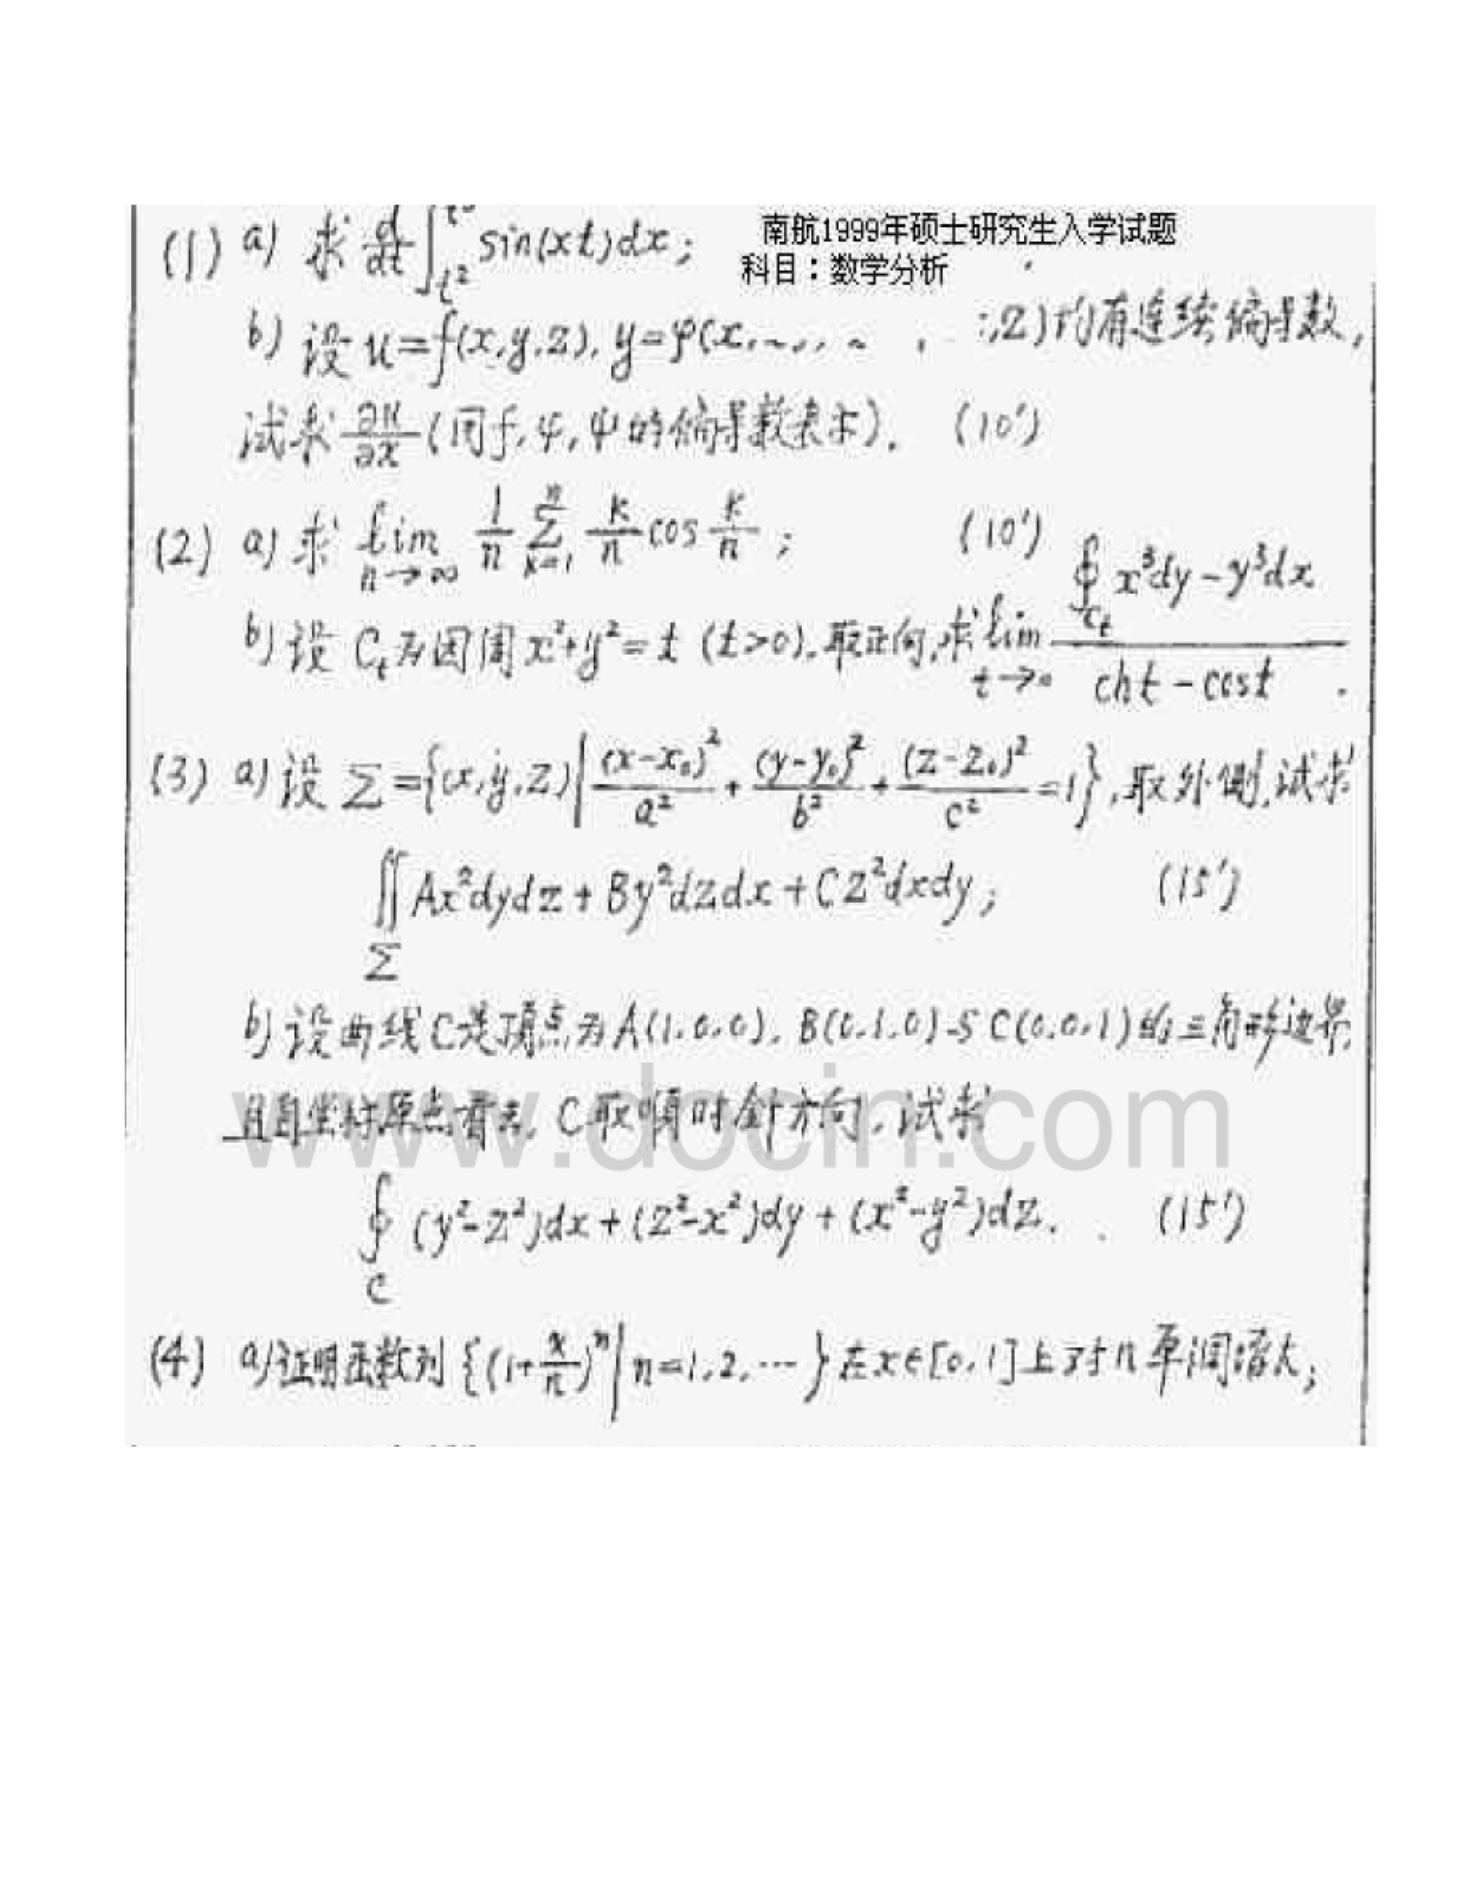 南航1999年硕士研究生入学试题
科目：数学分析
(1) a) 求 d/dt ∫_{t²} sin(xt)dx;
b) 设 u=f(x,y,z), y=φ(x, ,z)均有连续偏导数,
试求 ∂u/∂x (用f,φ,ψ的偏导数表示). (10')
(2) a) 求 lim_{n→∞} 1/n Σ_{k=1}^{n} k/n cos k/n ; (10')
b) 设 C_t 为圆周 x²+y²=t (t>0), 取正向, 求 lim_{t→0} (∮_{C_t} x³dy-y³dx)/(cht-cost) .
(3) a) 设 Σ={(x,y,z)|(x-x₀)²/a²+(y-y₀)²/b²+(z-z₀)²/c²=1}, 取外侧, 试求
∬_Σ Ax²dydz+By²dzdx+Cz²dxdy; (15')
b) 设曲线C是顶点为A(1,0,0), B(0,1,0)与C(0,0,1)的三角形边界,
且自坐标原点看去, C取顺时针方向, 试求
∮_C (y²-z²)dx+(z²-x²)dy+(x²-y²)dz. (15')
(4) a) 证明函数列{(1+x/n)ⁿ|n=1,2,⋯}在x∈[0,1]上对n单调增大;
www.docin.com